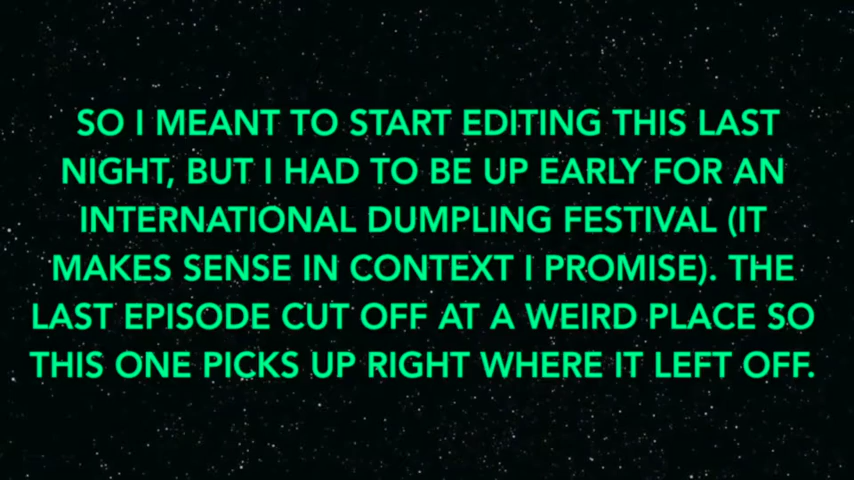 SO I MEANT TO START EDITING THIS LAST
NIGHT, BUT I HAD TO BE UP EARLY FOR AN
INTERNATIONAL DUMPLING FESTIVAL (IT
MAKES SENSE IN CONTEXT I PROMISE). THE
LAST EPISODE CUT OFF AT A WEIRD PLACE SO
THIS ONE PICKS UP RIGHT WHERE IT LEFT OFF.